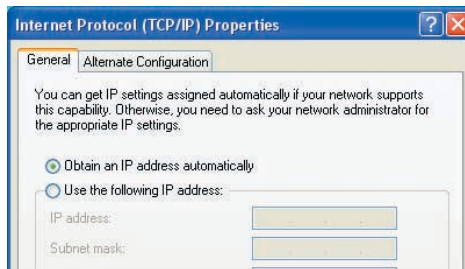 Internet Protocol (TCP/IP) Properties
General Alternate Configuration
You can get IP settings assigned automatically if your network supports
this capability. Otherwise, you need to ask your network administrator for
the appropriate IP settings.
Obtain an IP address automatically
Use the following IP address:
IP address:
Subnet mask: